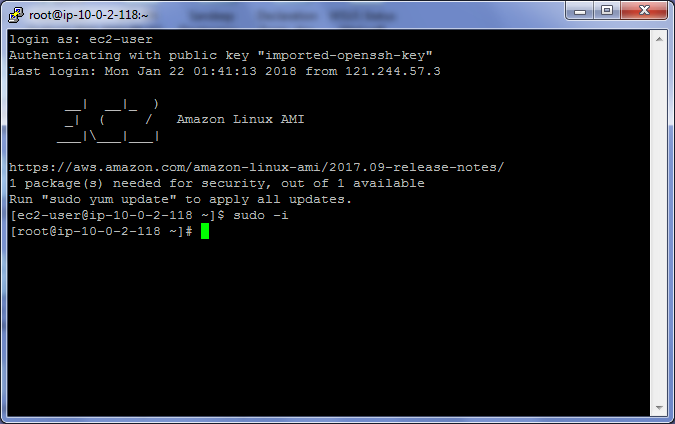 root@ip-10-0-2-118:~
login as: ec2-user
Authenticating with public key "imported-openssh-key"
Last login: Mon Jan 22 01:41:13 2018 from 121.244.57.3
       __|  __|_  )
       _|  (     /   Amazon Linux AMI
      ___|\___|___|
https://aws.amazon.com/amazon-linux-ami/2017.09-release-notes/
1 package(s) needed for security, out of 1 available
Run "sudo yum update" to apply all updates.
[ec2-user@ip-10-0-2-118 ~]$ sudo -i
[root@ip-10-0-2-118 ~]#